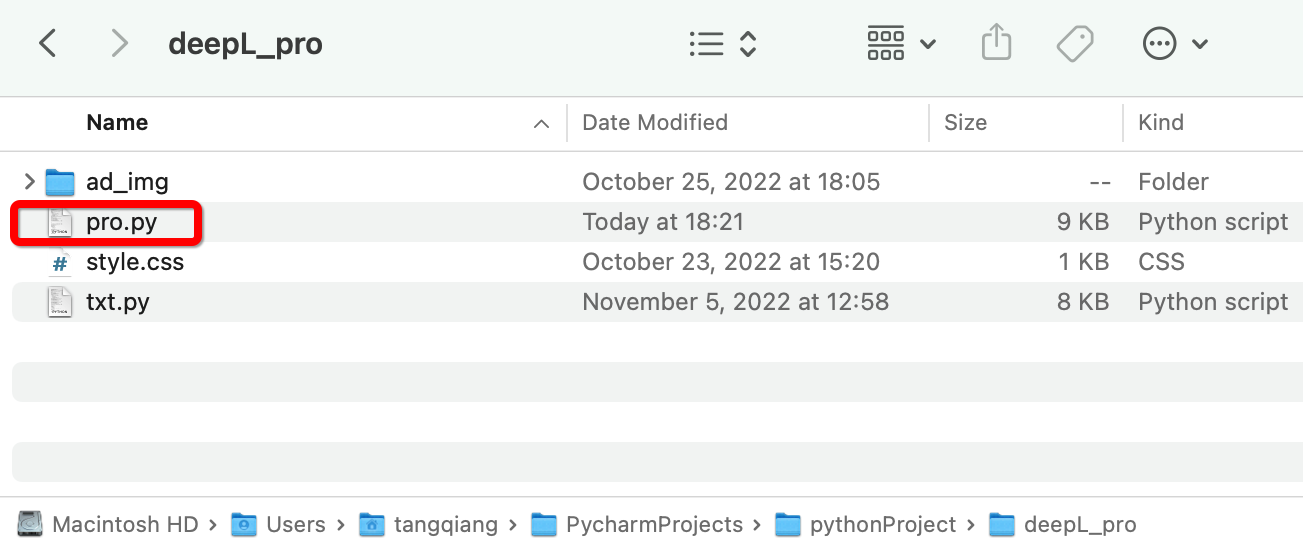 deepL_pro
Name Date Modified Size Kind
ad_img October 25, 2022 at 18:05 -- Folder
pro.py Today at 18:21 9 KB Python script
# style.css October 23, 2022 at 15:20 1 KB CSS
txt.py November 5, 2022 at 12:58 8 KB Python script
Macintosh HD › Users › tangqiang › PycharmProjects › pythonProject › deepL_pro